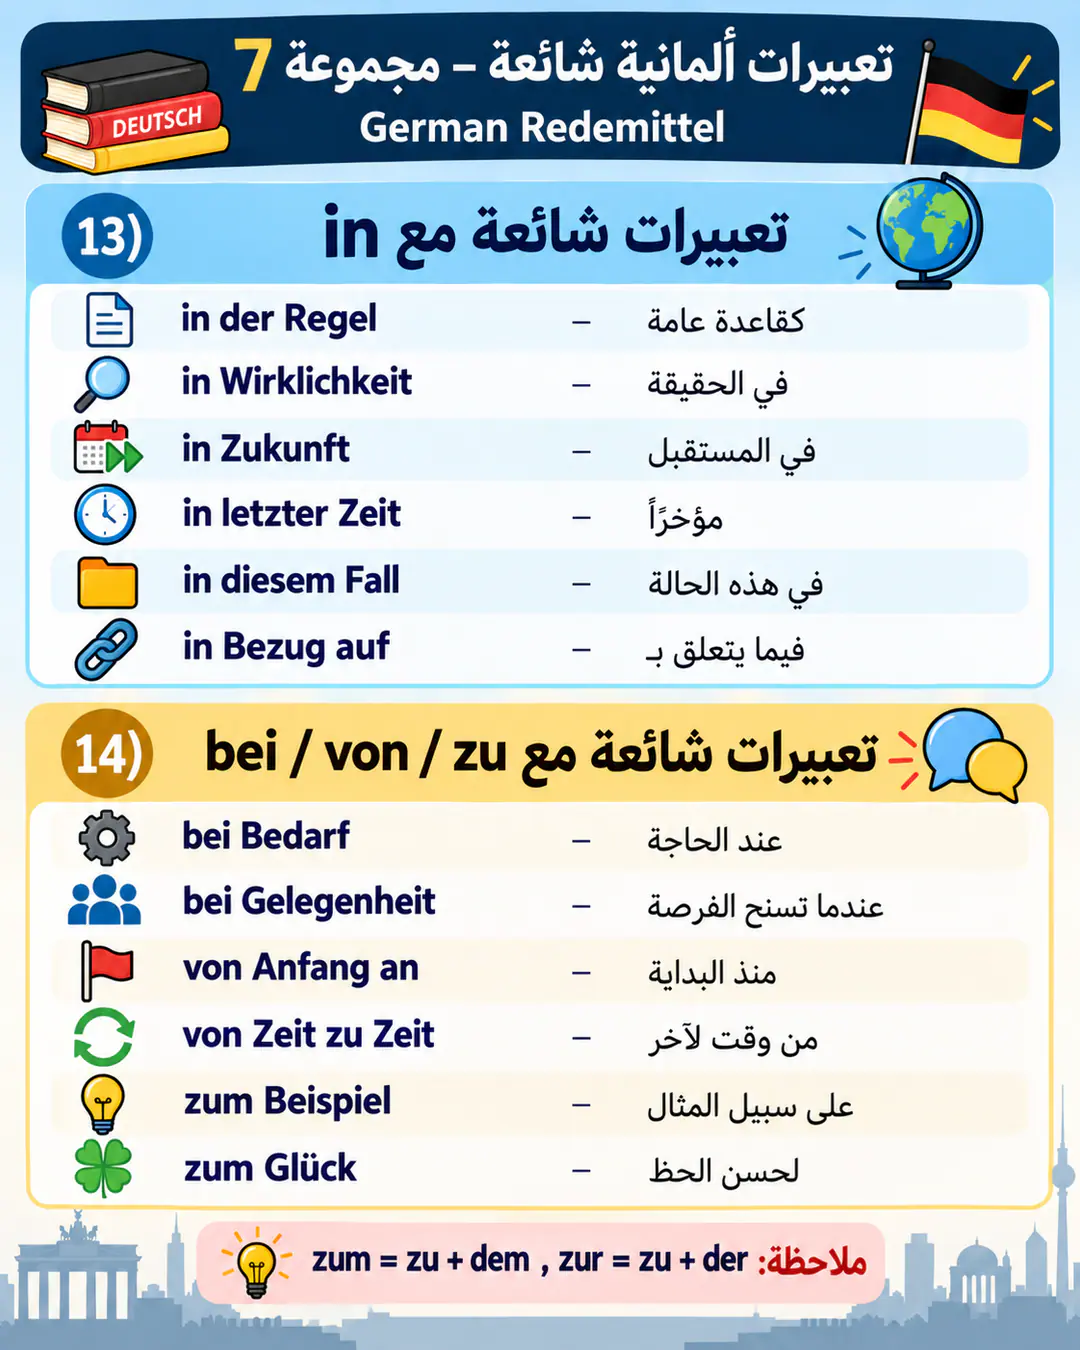 تعبيرات ألمانية شائعة – مجموعة 7
German Redemittel
DEUTSCH
13) تعبيرات شائعة مع in
in der Regel – كقاعدة عامة
in Wirklichkeit – في الحقيقة
in Zukunft – في المستقبل
in letzter Zeit – مؤخرًاً
in diesem Fall – في هذه الحالة
in Bezug auf – فيما يتعلق بـ
14) تعبيرات شائعة مع bei / von / zu
bei Bedarf – عند الحاجة
bei Gelegenheit – عندما تسنح الفرصة
von Anfang an – منذ البداية
von Zeit zu Zeit – من وقت لآخر
zum Beispiel – على سبيل المثال
zum Glück – لحسن الحظ
ملاحظة: zum = zu + dem , zur = zu + der